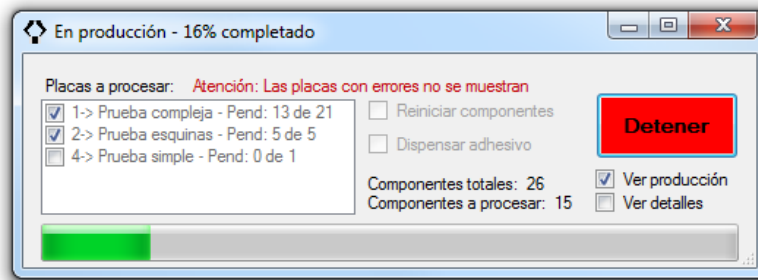 En producción - 16% completado
Placas a procesar: Atención: Las placas con errores no se muestran
1-> Prueba compleja - Pend: 13 de 21
2-> Prueba esquinas - Pend: 5 de 5
4-> Prueba simple - Pend: 0 de 1
Reiniciar componentes
Dispensar adhesivo
Detener
Componentes totales: 26
Componentes a procesar: 15
Ver producción
Ver detalles